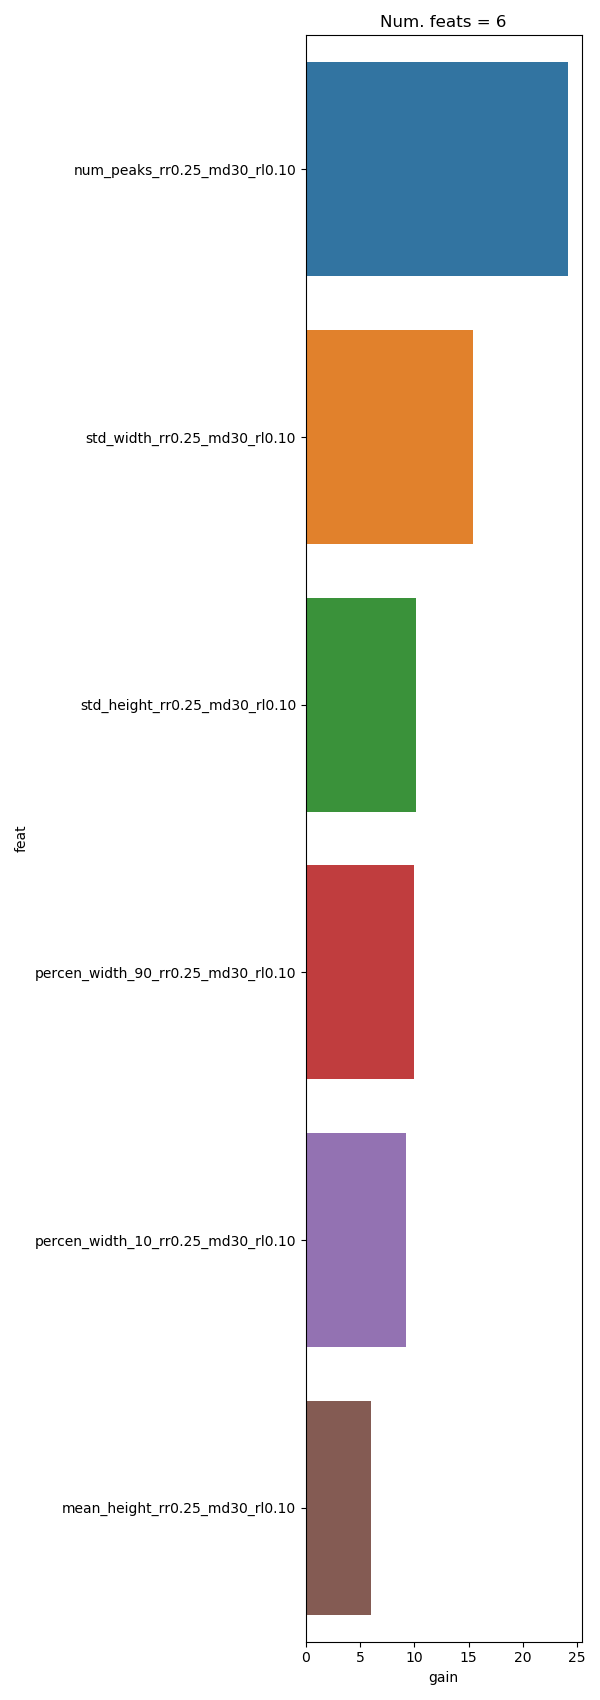 Num. feats = 6
num_peaks_rr0.25_md30_rl0.10
std_width_rr0.25_md30_rl0.10
std_height_rr0.25_md30_rl0.10
feat
percen_width_90_rr0.25_md30_rl0.10
percen_width_10_rr0.25_md30_rl0.10
mean_height_rr0.25_md30_rl0.10
0 5 10 15 20 25
gain